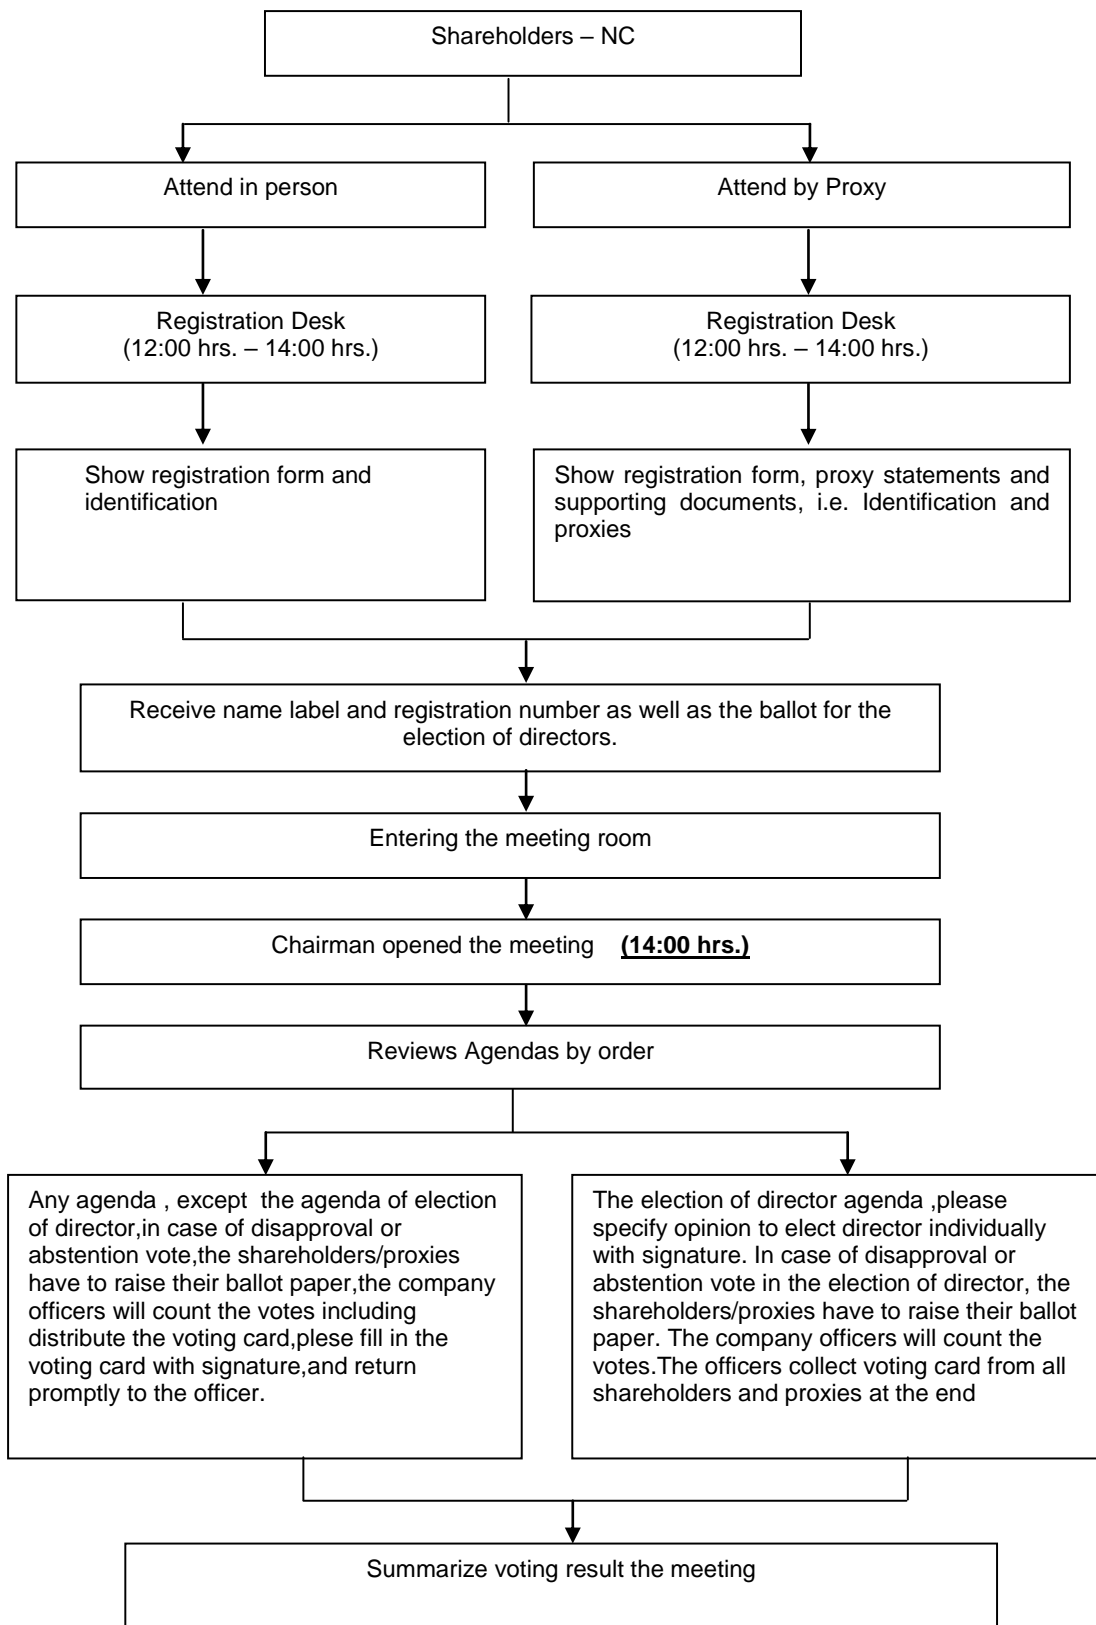 Shareholders – NC
Attend in person
Attend by Proxy
Registration Desk
(12:00 hrs. – 14:00 hrs.)
Registration Desk
(12:00 hrs. – 14:00 hrs.)
Show registration form and
identification
Show registration form, proxy statements and
supporting documents, i.e. Identification and
proxies
Receive name label and registration number as well as the ballot for the
election of directors.
Entering the meeting room
Chairman opened the meeting (14:00 hrs.)
Reviews Agendas by order
Any agenda , except the agenda of election
of director,in case of disapproval or
abstention vote,the shareholders/proxies
have to raise their ballot paper,the company
officers will count the votes including
distribute the voting card,plese fill in the
voting card with signature,and return
promptly to the officer.
The election of director agenda ,please
specify opinion to elect director individually
with signature. In case of disapproval or
abstention vote in the election of director, the
shareholders/proxies have to raise their ballot
paper. The company officers will count the
votes.The officers collect voting card from all
shareholders and proxies at the end
Summarize voting result the meeting